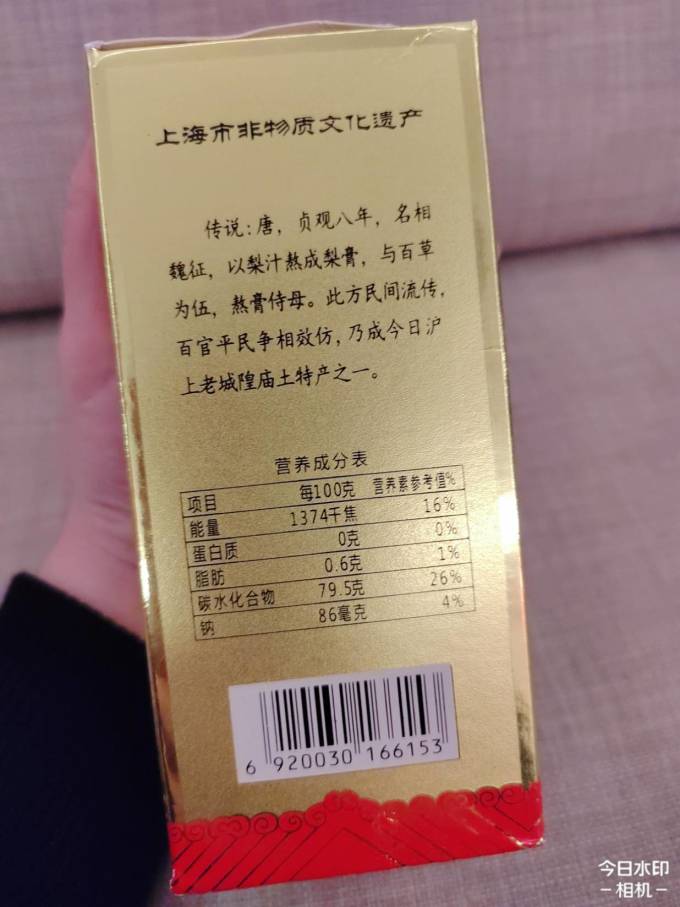 上海市非物质文化遗产
传说:唐,贞观八年,名相
魏征,以梨汁熬成梨膏,与百草
为伍,熬膏侍母。此方民间流传,
百官平民争相效仿,乃成今日沪
上老城隍庙土特产之一。
营养成分表
项目 每100克 营养素参考值%
能量 1374千焦 16%
蛋白质 0克 0%
脂肪 0.6克 1%
碳水化合物 79.5克 26%
钠 86毫克 4%
6 920030 166153
今日水印
-相机-